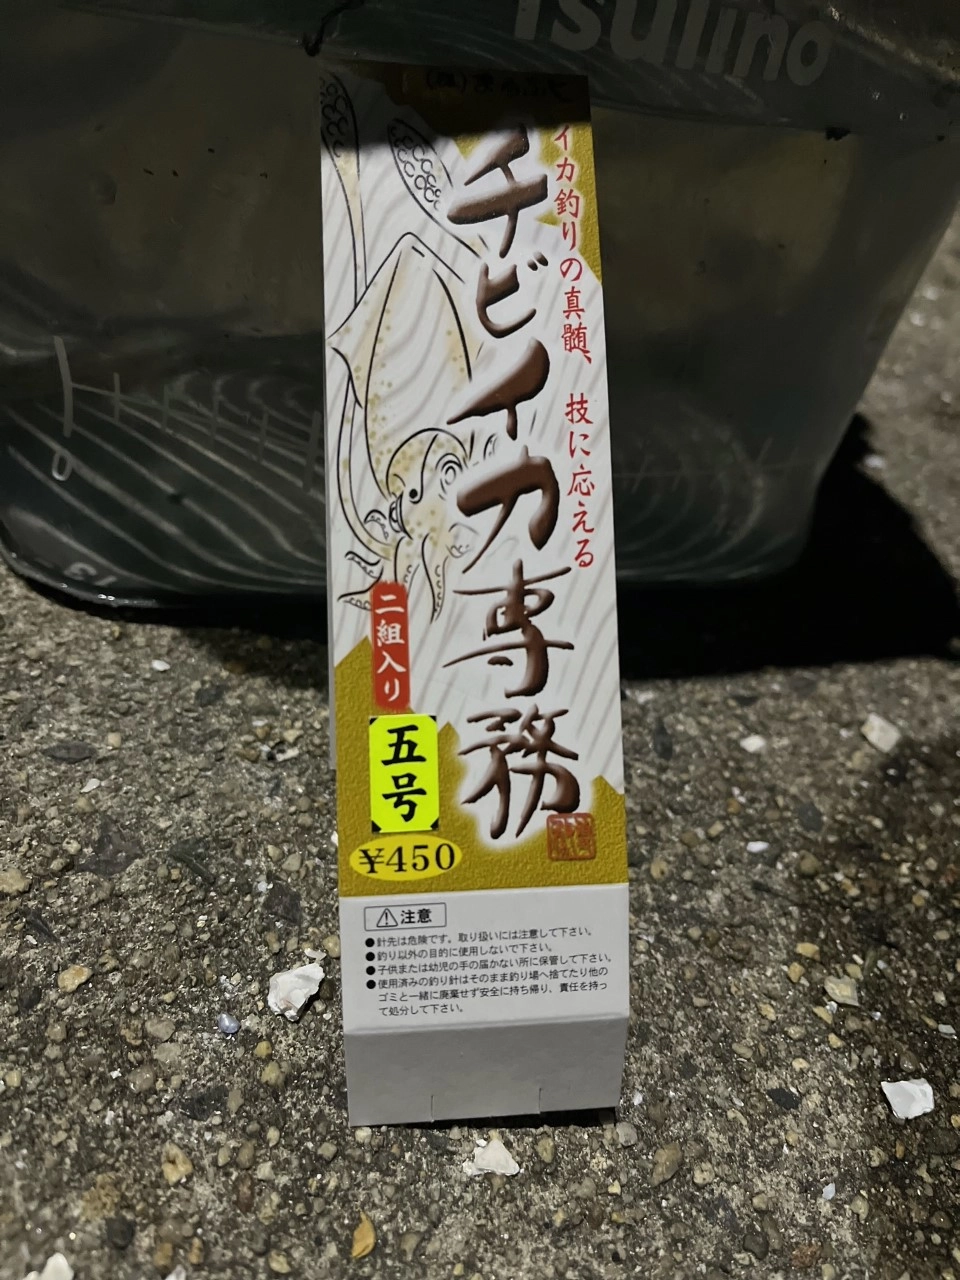 Tsulino
イカ釣りの真髄、技に応える
チビイカ専務
二組入り
五号
¥450
⚠注意
●針先は危険です。取り扱いには注意して下さい。
●釣り以外の目的に使用しないで下さい。
●子供または幼児の手の届かない所に保管して下さい。
●使用済みの釣り針はそのまま釣り場へ捨てたり他の
ゴミと一緒に廃棄せず安全に持ち帰り、責任を持っ
て処分して下さい。